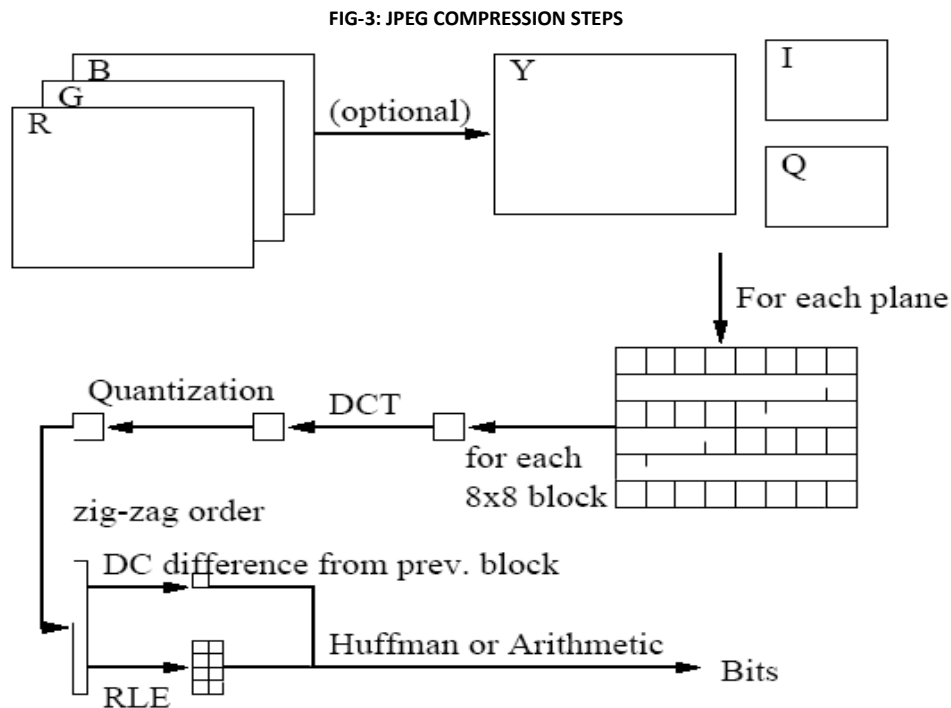 FIG-3: JPEG COMPRESSION STEPS
B
G
R
(optional)
Y
I
Q
For each plane
Quantization
DCT
for each
8x8 block
zig-zag order
DC difference from prev. block
Huffman or Arithmetic
Bits
RLE